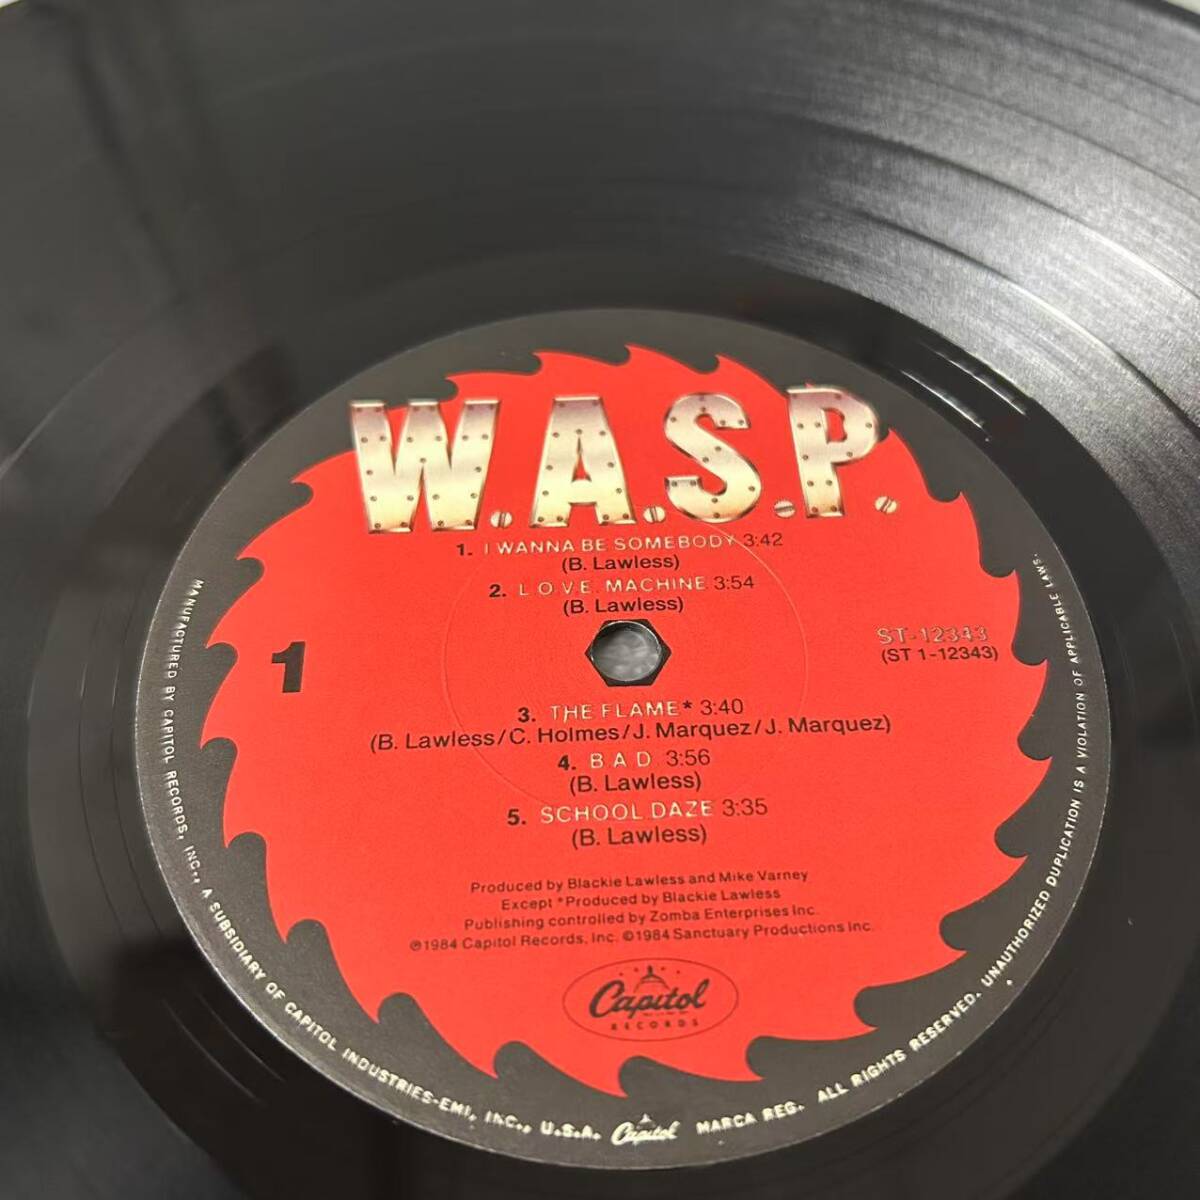 W.A.S.P.
1. I WANNA BE SOMEBODY 3:42
(B. Lawless)
2. L.O.V.E. MACHINE 3:54
(B. Lawless)
1
ST-12343
(ST 1-12343)
3. THE FLAME* 3:40
(B. Lawless/C. Holmes/J. Marquez/J. Marquez)
4. B.A.D. 3:56
(B. Lawless)
5. SCHOOL DAZE 3:35
(B. Lawless)
Produced by Blackie Lawless and Mike Varney
Except *Produced by Blackie Lawless
Publishing controlled by Zomba Enterprises Inc.
℗1984 Capitol Records, Inc. ©1984 Sanctuary Productions Inc.
Capitol
RECORDS
MANUFACTURED BY CAPITOL RECORDS, INC., A SUBSIDIARY OF CAPITOL INDUSTRIES-EMI, INC., U.S.A. Capitol MARCA REG. ALL RIGHTS RESERVED. UNAUTHORIZED DUPLICATION IS A VIOLATION OF APPLICABLE LAWS.